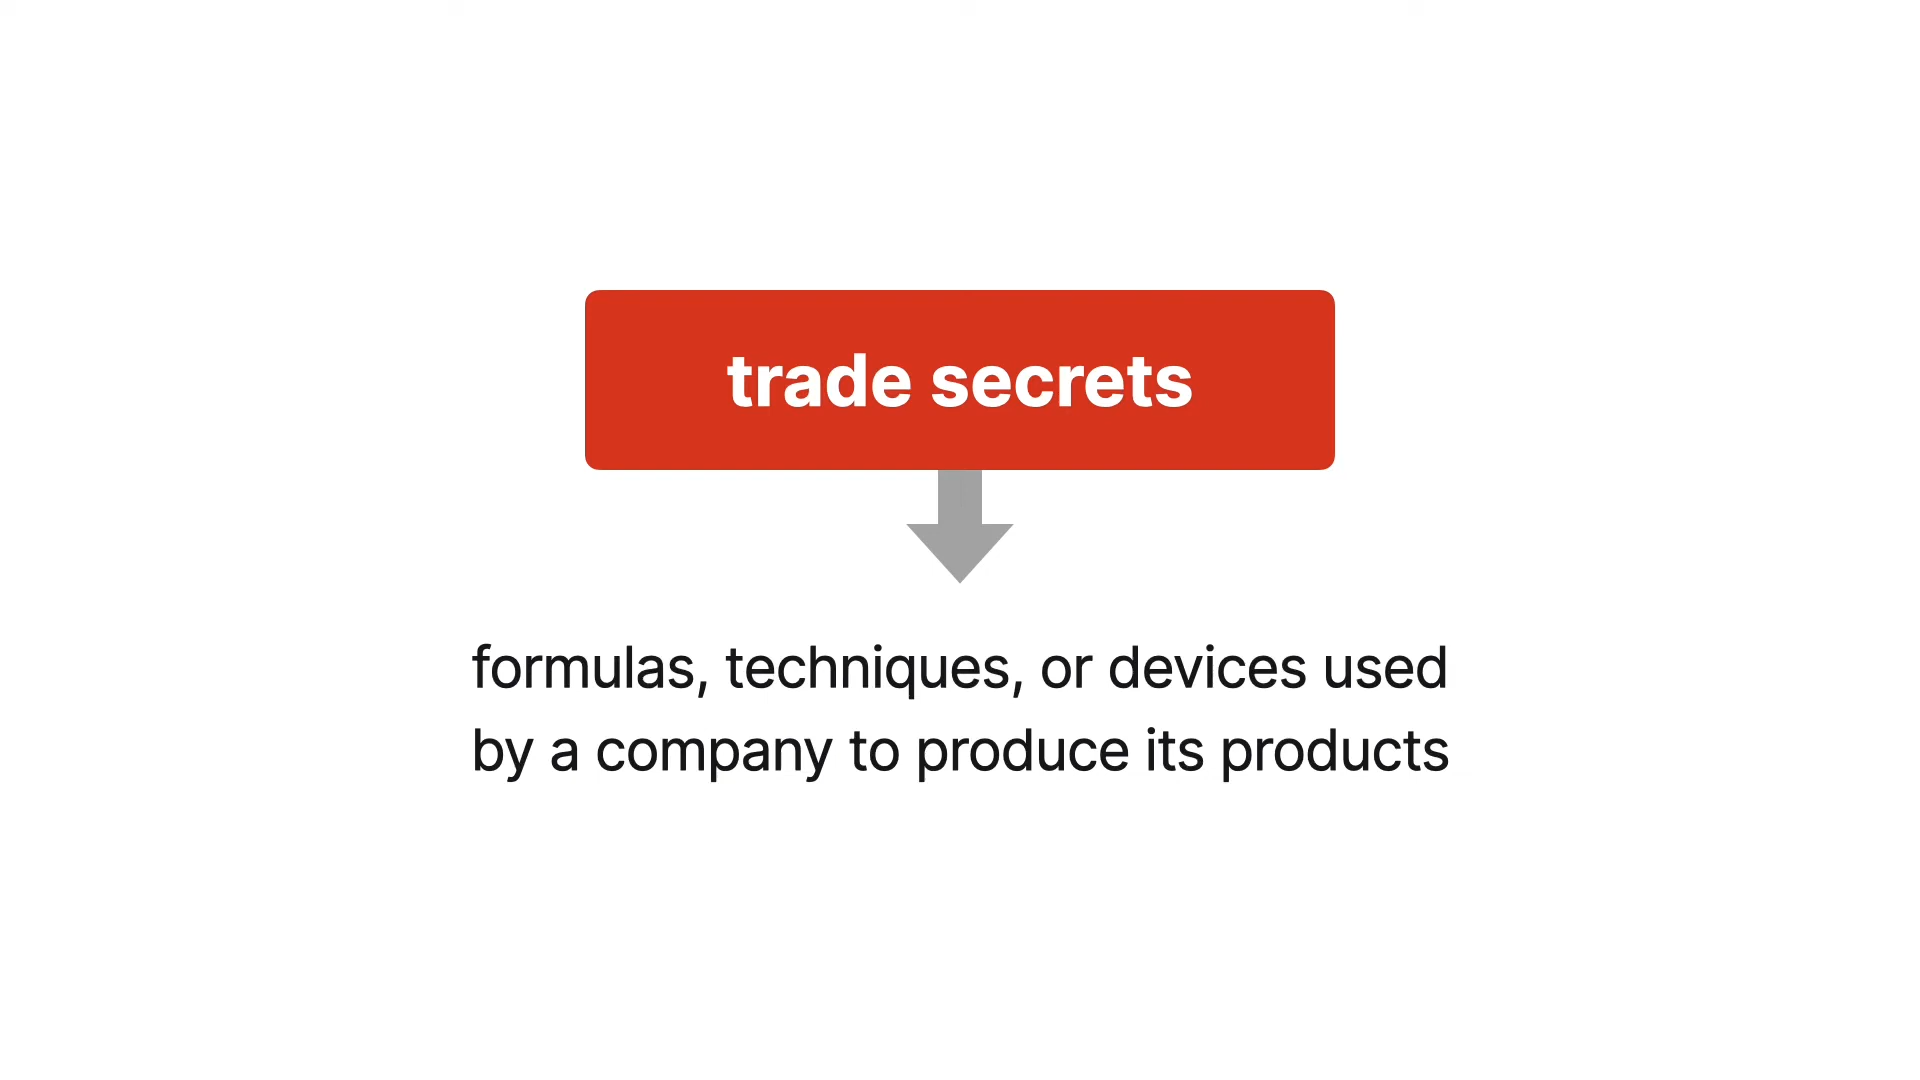 trade secrets
formulas, techniques, or devices used
by a company to produce its products